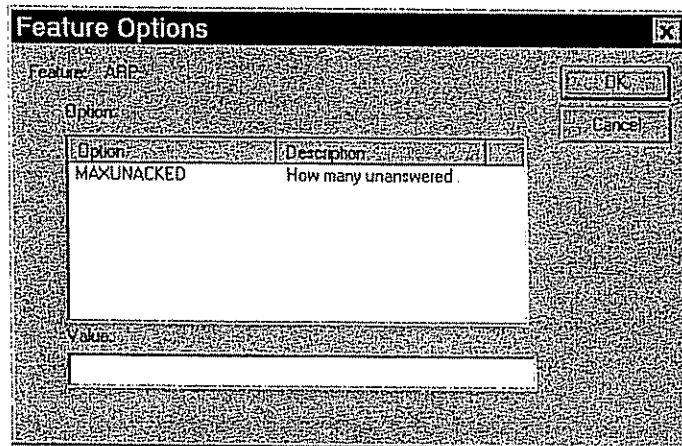 Feature Options
Feature: ARP
OK
Option:
Cancel
Option Description
MAXUNACKED How many unanswered .
Value: